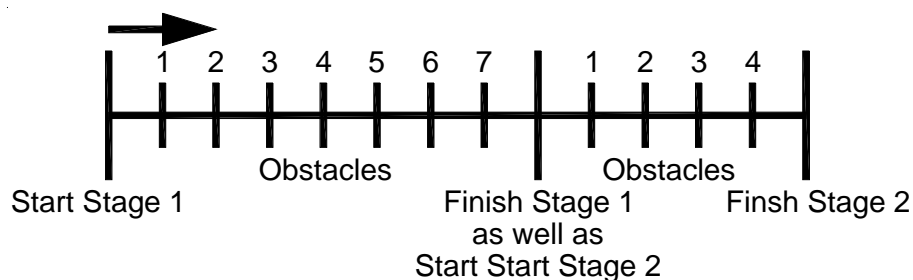 1 2 3 4 5 6 7 1 2 3 4
Obstacles Obstacles
Start Stage 1 Finish Stage 1 Finsh Stage 2
as well as
Start Start Stage 2